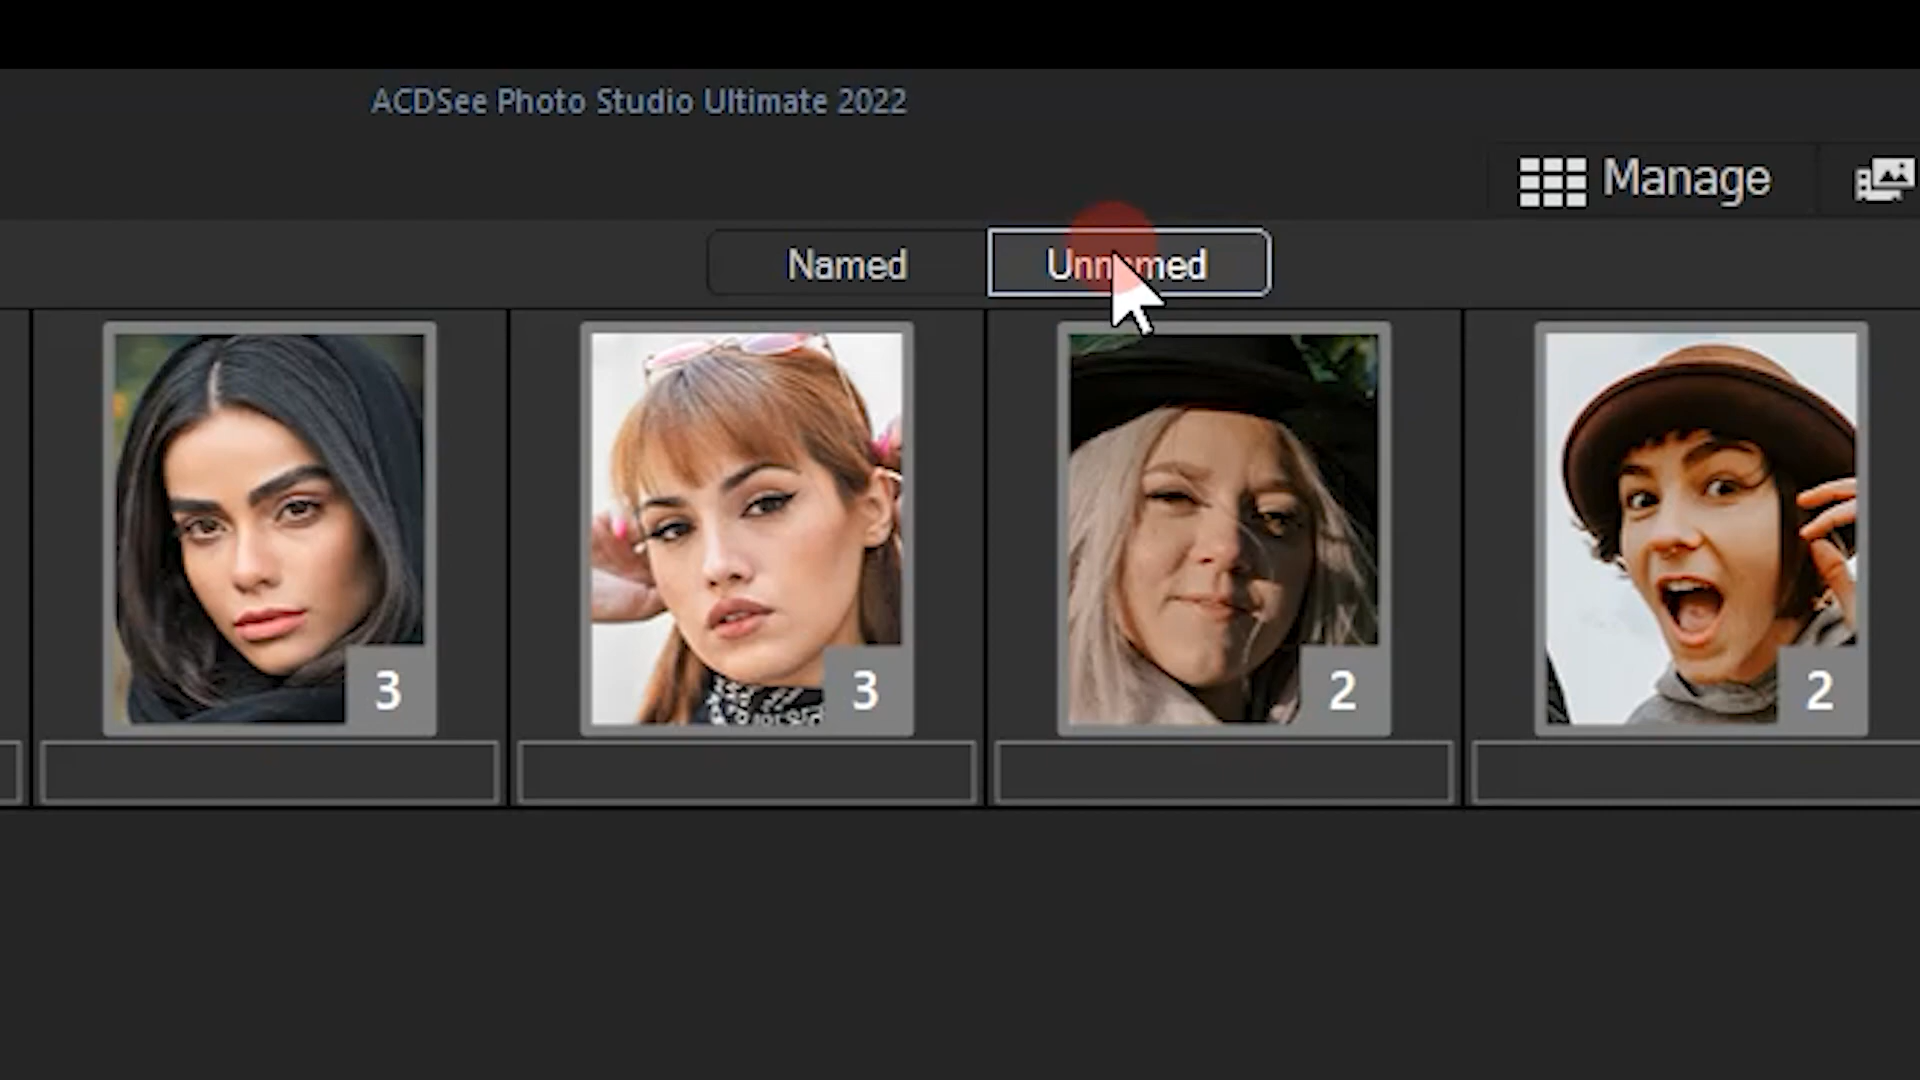 ACDSee Photo Studio Ultimate 2022
Manage
Named
Unnamed
3
3
2
2